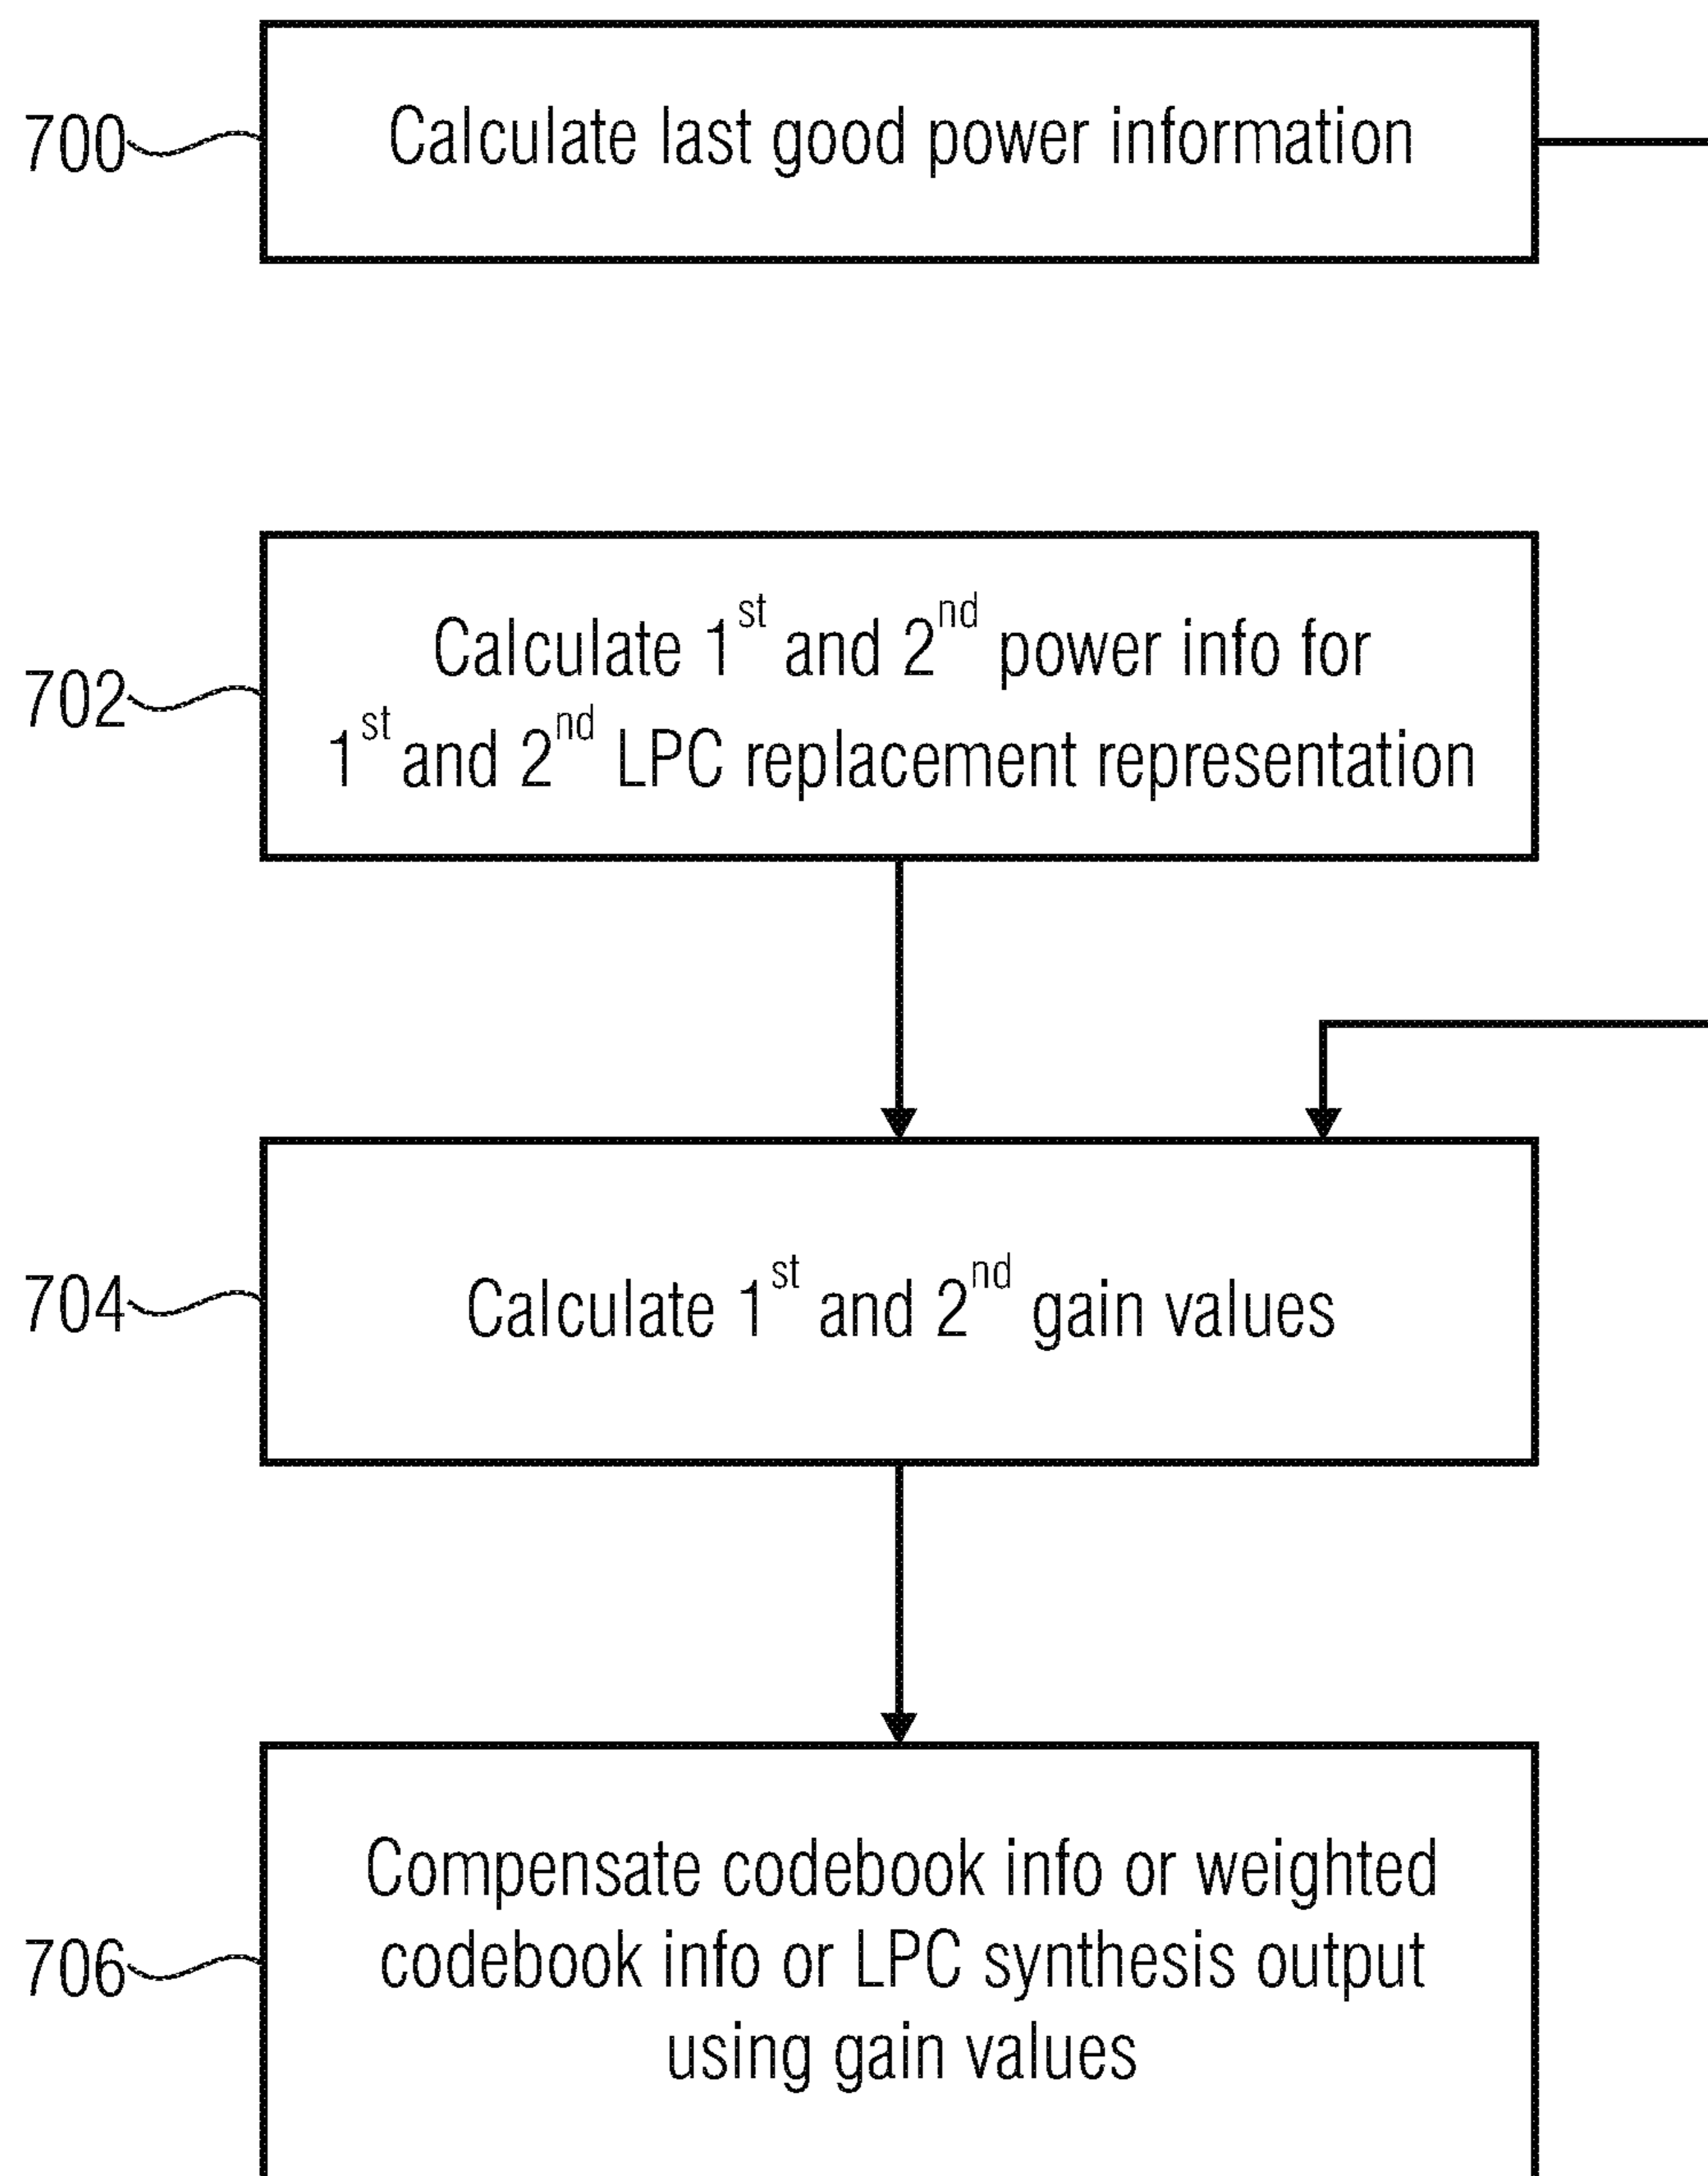 700
Calculate last good power information
702
Calculate 1st and 2nd power info for
1st and 2nd LPC replacement representation
704
Calculate 1st and 2nd gain values
706
Compensate codebook info or weighted
codebook info or LPC synthesis output
using gain values